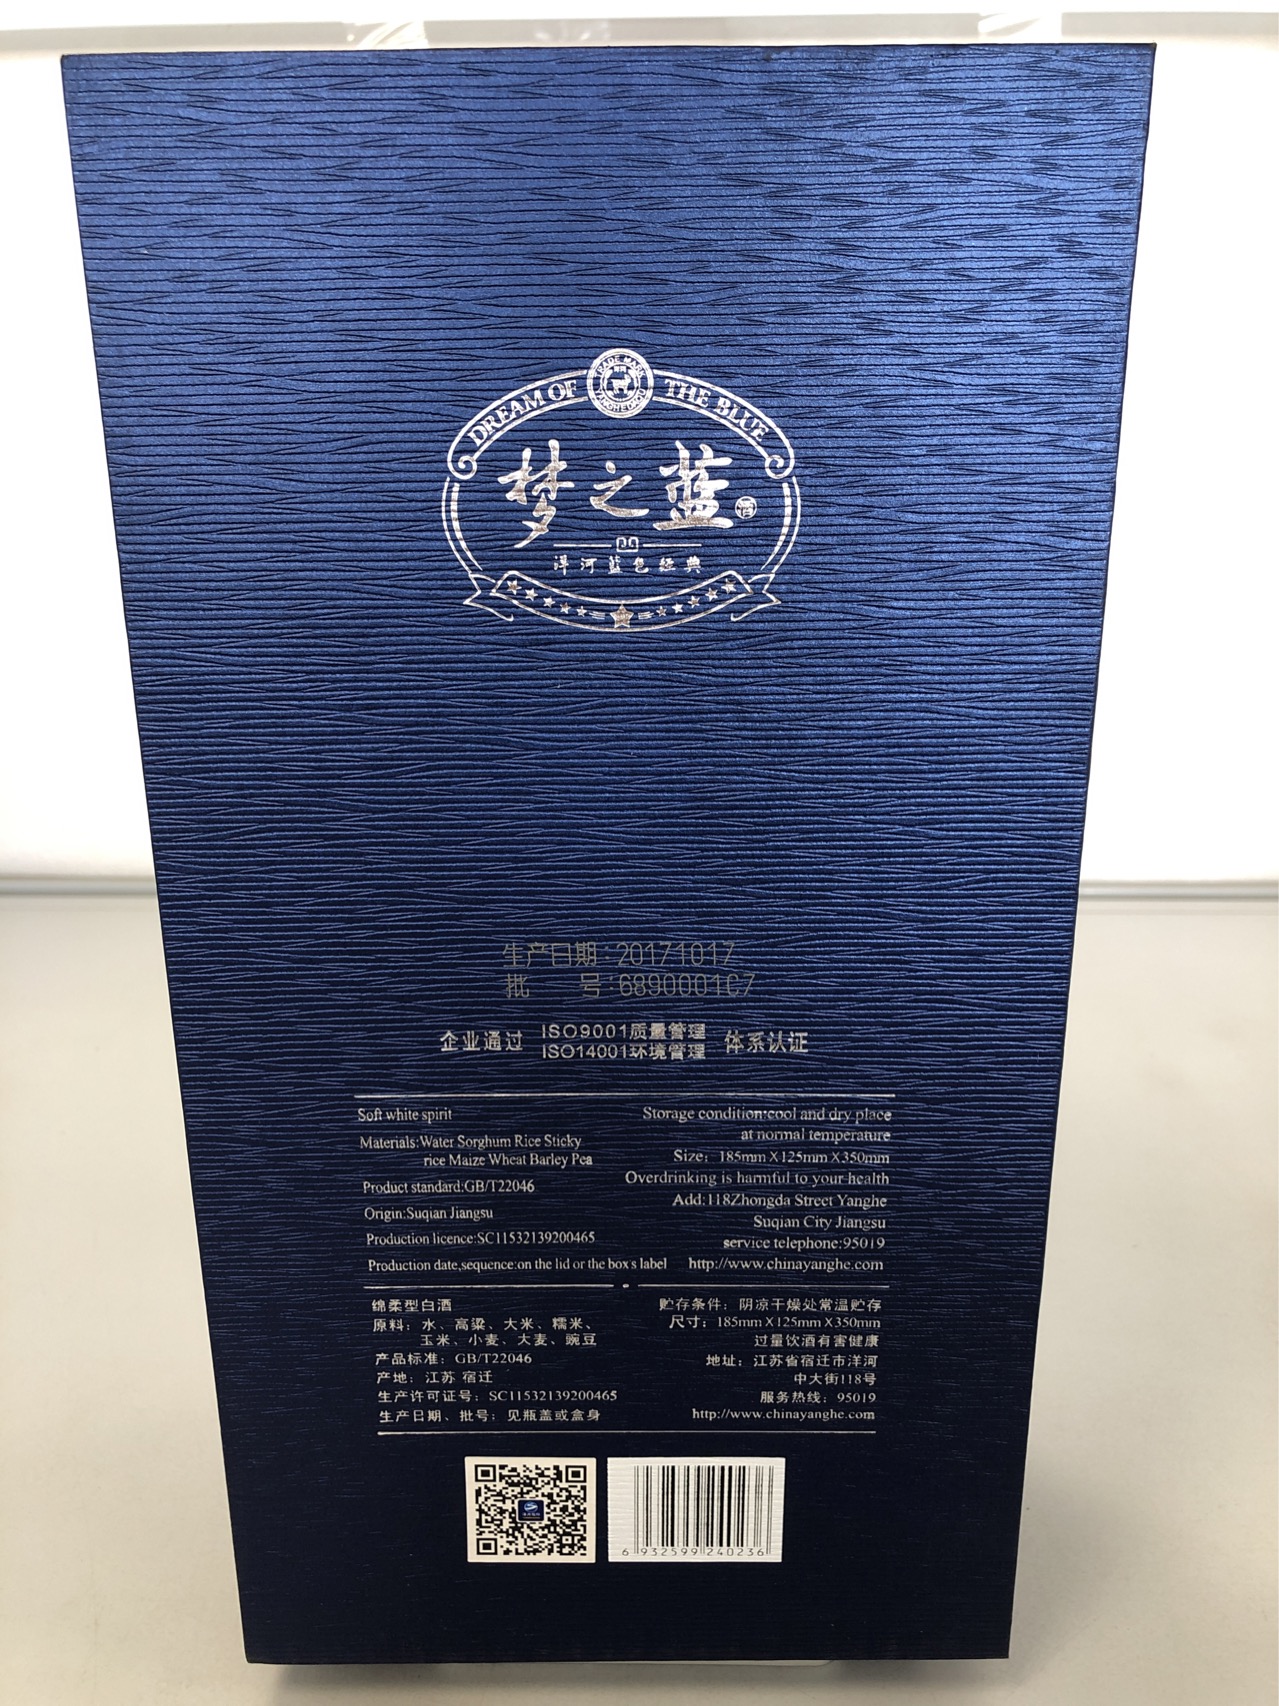 DREAM OF THE BLUE
TRADE MARK
梦之蓝
酒
洋河蓝色经典
生产日期:20171017
批 号:6890001C7
企业通过 ISO9001质量管理 体系认证
ISO14001环境管理
Soft white spirit
Materials:Water Sorghum Rice Sticky
rice Maize Wheat Barley Pea
Product standard:GB/T22046
Origin:Suqian Jiangsu
Production licence:SC11532139200465
Production date,sequence:on the lid or the box's label
Storage condition:cool and dry place
at normal temperature
Size: 185mm X 125mm X 350mm
Overdrinking is harmful to your health
Add:118Zhongda Street Yanghe
Suqian City Jiangsu
service telephone:95019
http://www.chinayanghe.com
绵柔型白酒
原料：水、高粱、大米、糯米、
玉米、小麦、大麦、豌豆
产品标准：GB/T22046
产地：江苏 宿迁
生产许可证号：SC11532139200465
生产日期、批号：见瓶盖或盒身
贮存条件：阴凉干燥处常温贮存
尺寸：185mm X 125mm X 350mm
过量饮酒有害健康
地址：江苏省宿迁市洋河
中大街118号
服务热线：95019
http://www.chinayanghe.com
6 932599 240236